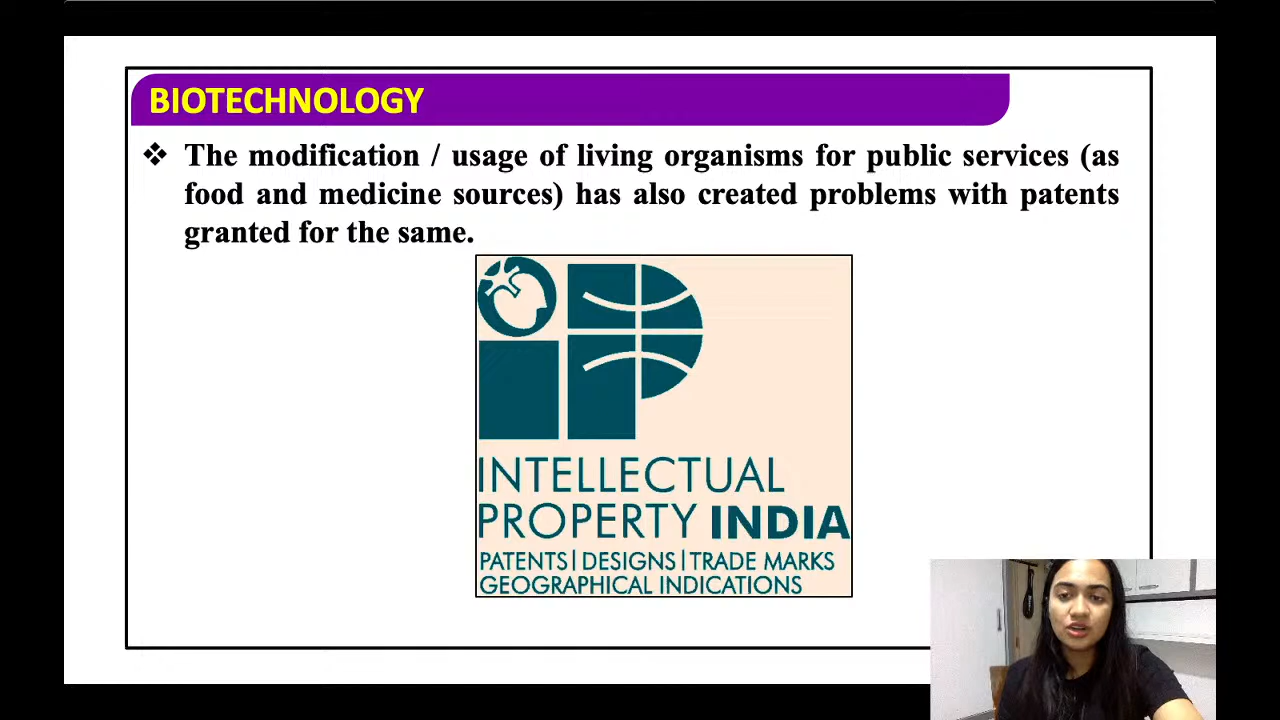 BIOTECHNOLOGY
❖ The modification / usage of living organisms for public services (as
food and medicine sources) has also created problems with patents
granted for the same.
iP
INTELLECTUAL
PROPERTY INDIA
PATENTS | DESIGNS | TRADE MARKS
GEOGRAPHICAL INDICATIONS